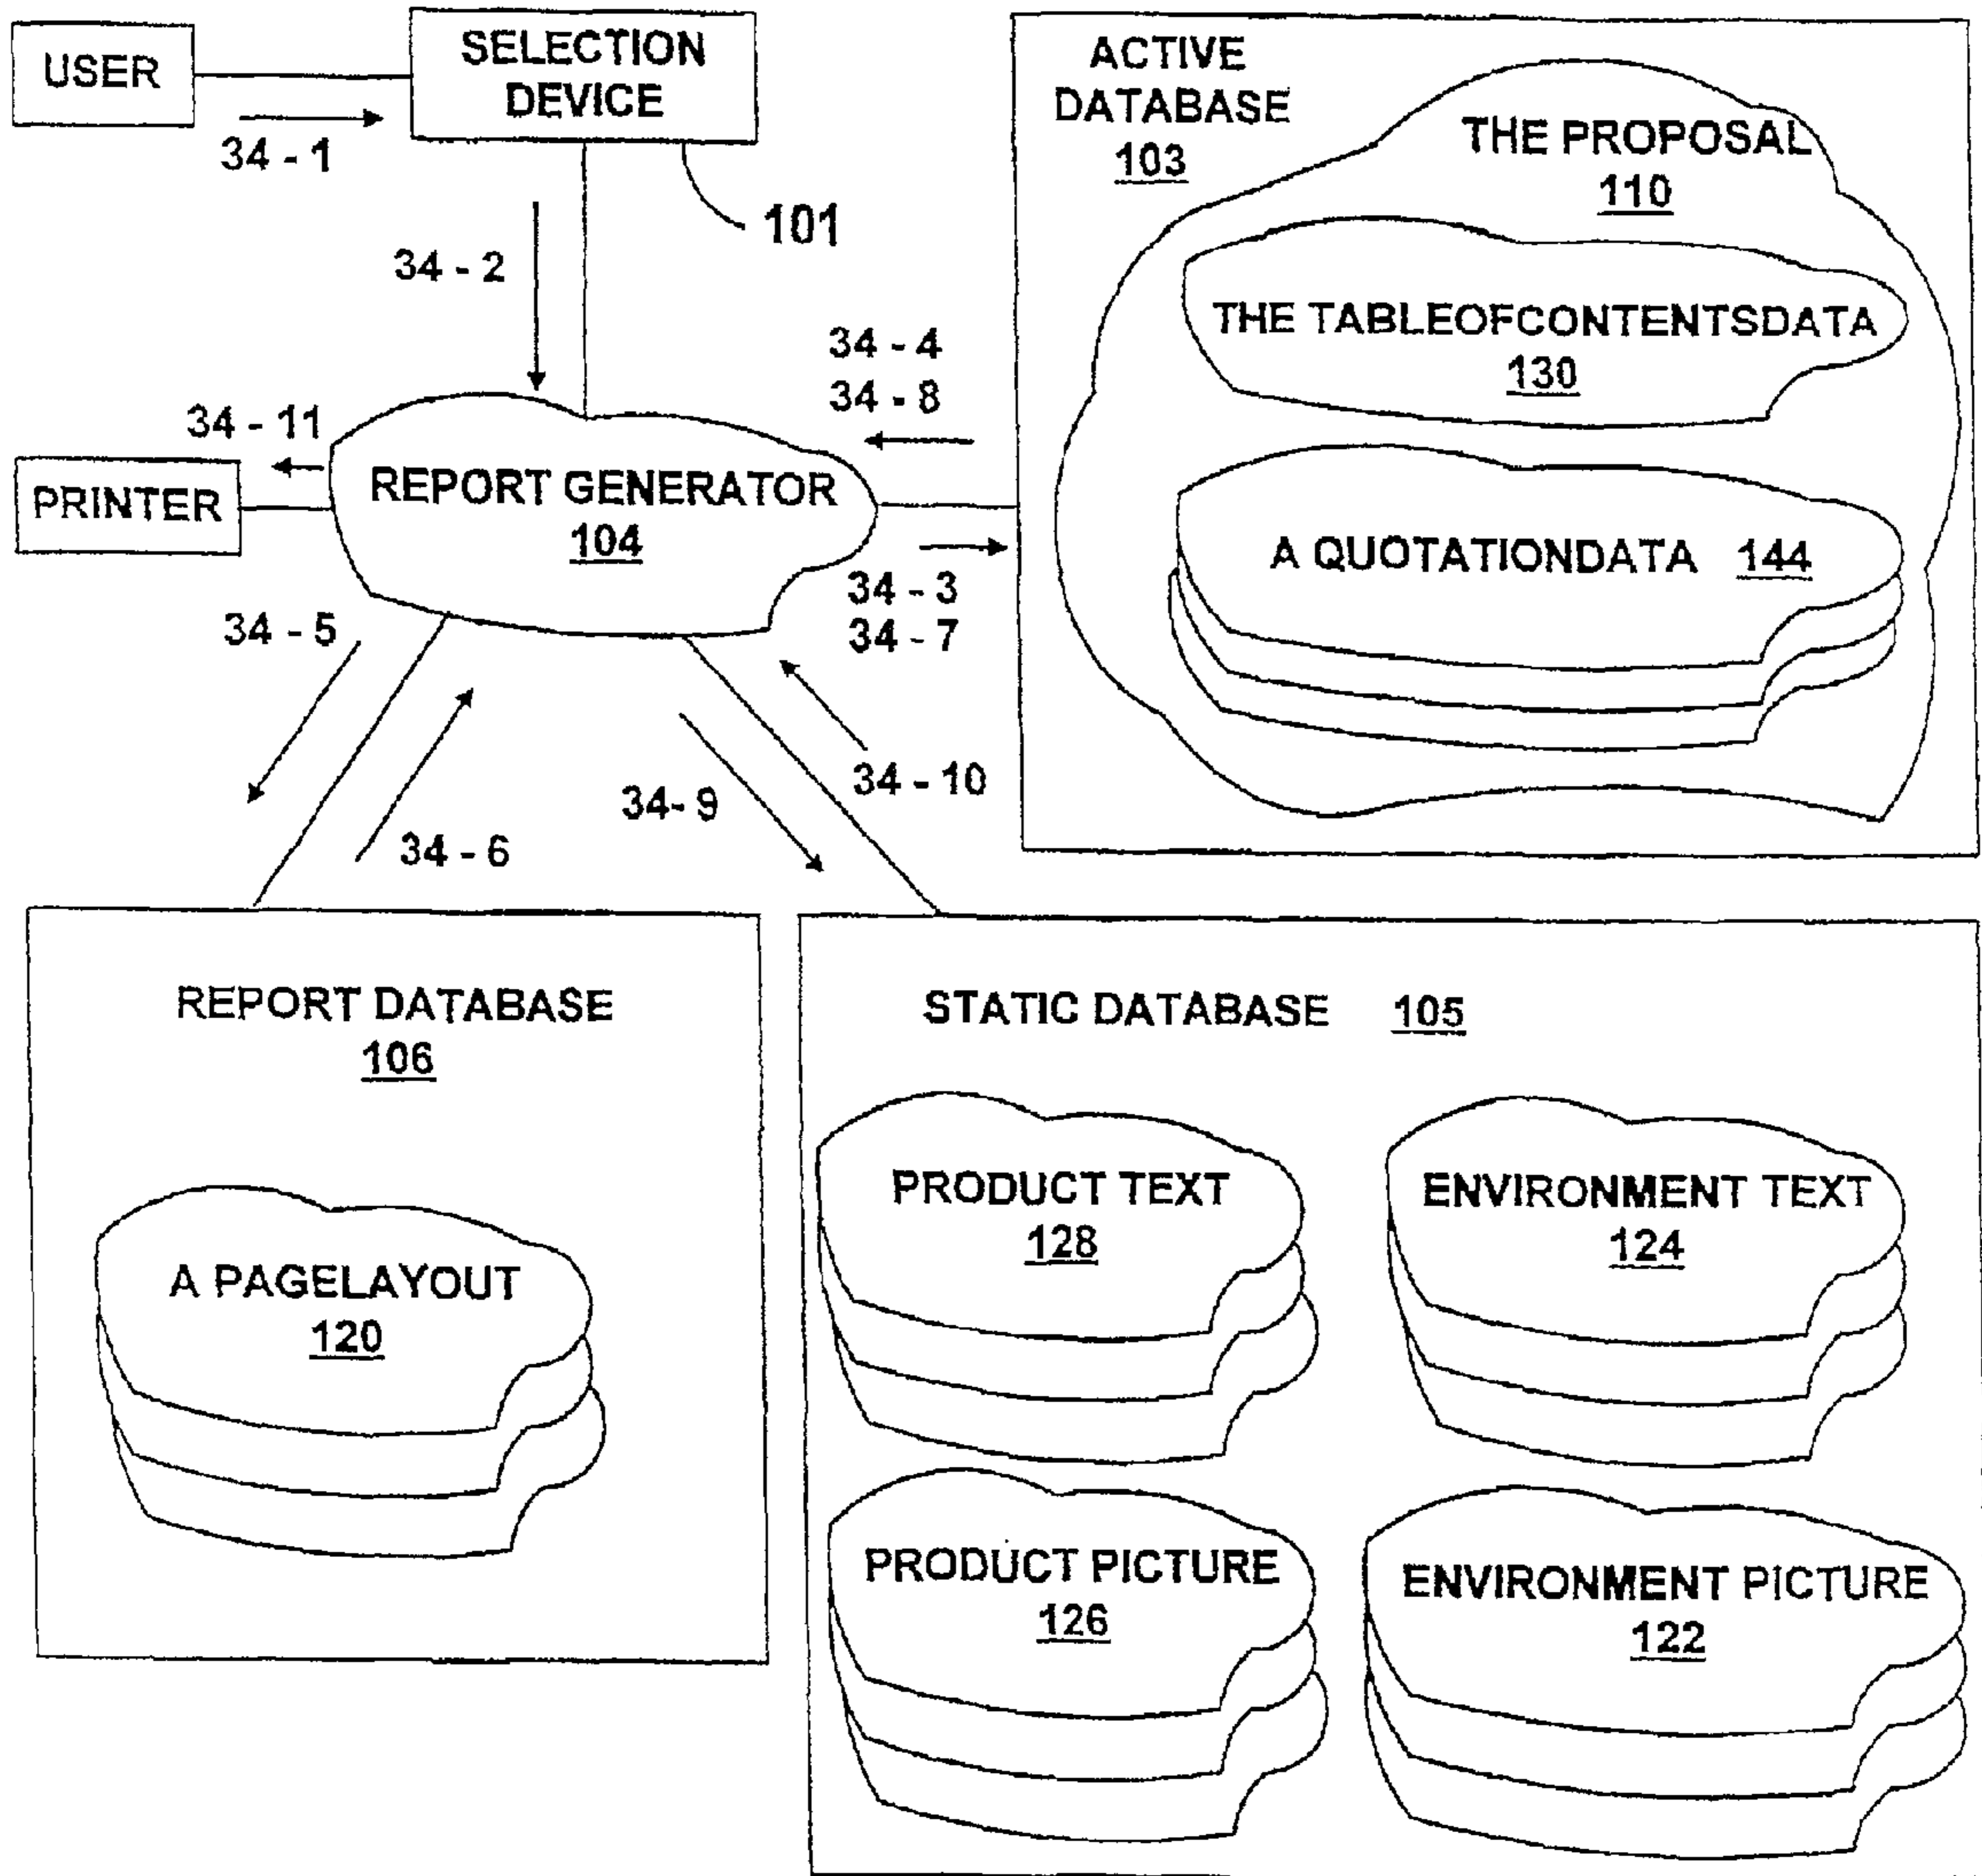 USER
SELECTION
DEVICE
34 - 1
101
34 - 2
ACTIVE
DATABASE
103
THE PROPOSAL
110
THE TABLEOFCONTENTSDATA
130
A QUOTATIONDATA 144
34 - 4
34 - 8
34 - 11
PRINTER
REPORT GENERATOR
104
34 - 3
34 - 7
34 - 5
34 - 6
34- 9
34 - 10
REPORT DATABASE
106
A PAGELAYOUT
120
STATIC DATABASE 105
PRODUCT TEXT
128
ENVIRONMENT TEXT
124
PRODUCT PICTURE
126
ENVIRONMENT PICTURE
122